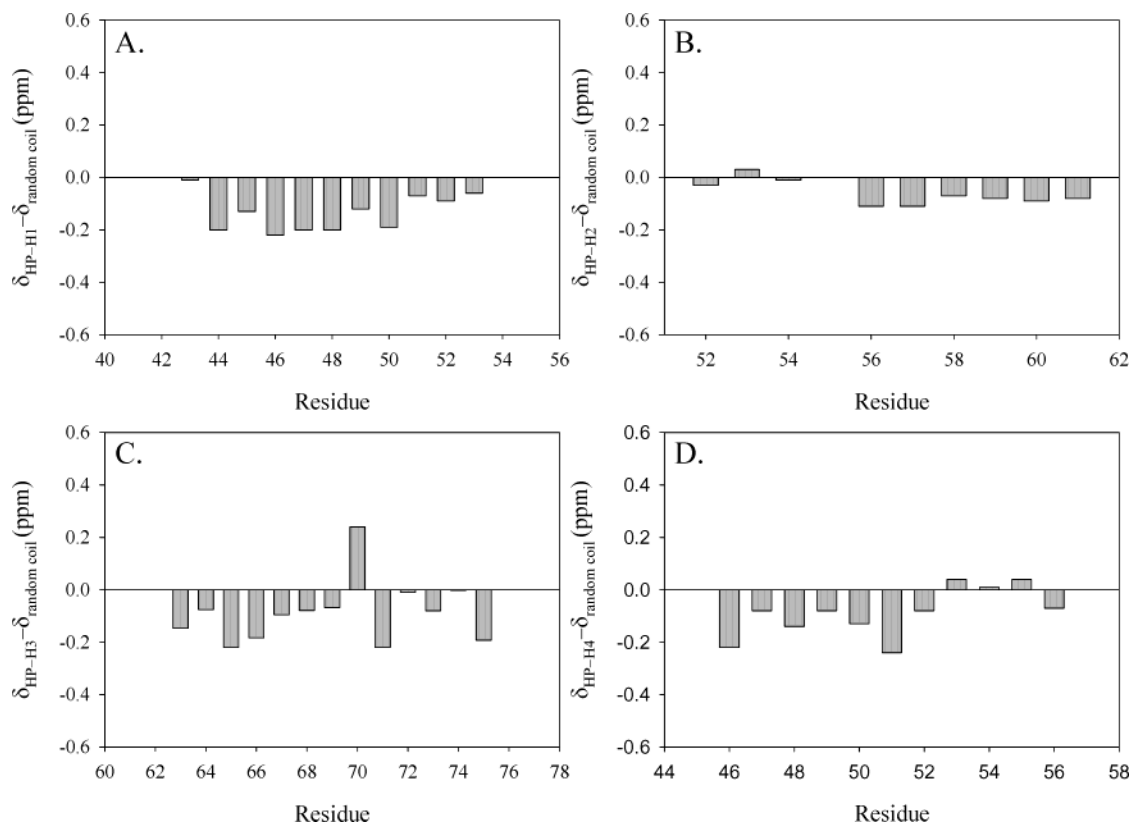 A.
δHP−H1−δrandom coil (ppm)
0.6
0.4
0.2
0.0
-0.2
-0.4
-0.6
40 42 44 46 48 50 52 54 56
Residue
B.
δHP−H2−δrandom coil (ppm)
0.6
0.4
0.2
0.0
-0.2
-0.4
-0.6
52 54 56 58 60 62
Residue
C.
δHP−H3−δrandom coil (ppm)
0.6
0.4
0.2
0.0
-0.2
-0.4
-0.6
60 62 64 66 68 70 72 74 76 78
Residue
D.
δHP−H4−δrandom coil (ppm)
0.6
0.4
0.2
0.0
-0.2
-0.4
-0.6
44 46 48 50 52 54 56 58
Residue